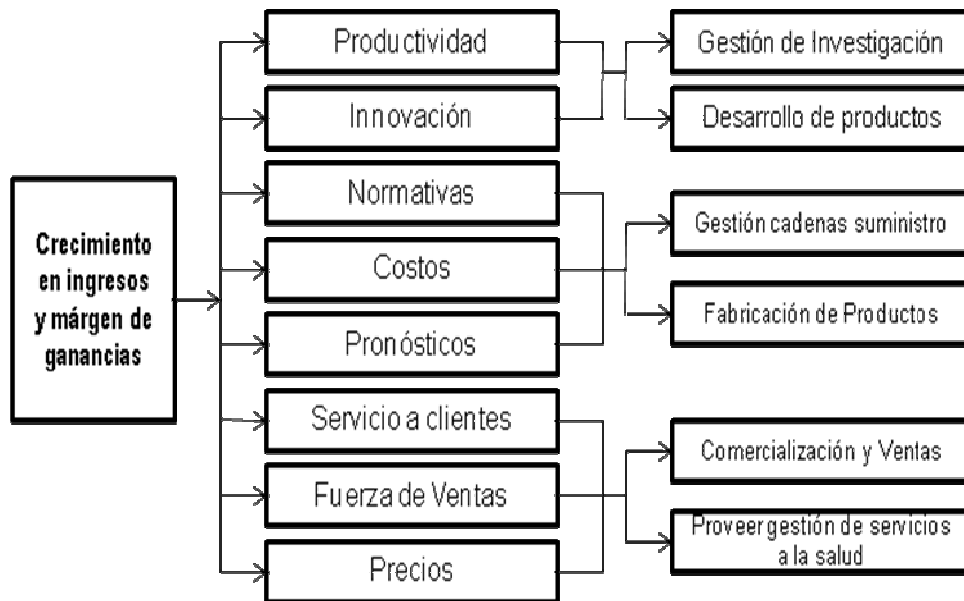 Crecimiento
en ingresos
y márgen de
ganancias
Productividad
Innovación
Normativas
Costos
Pronósticos
Servicio a clientes
Fuerza de Ventas
Precios
Gestión de Investigación
Desarrollo de productos
Gestión cadenas suministro
Fabricación de Productos
Comercialización y Ventas
Proveer gestión de servicios
a la salud